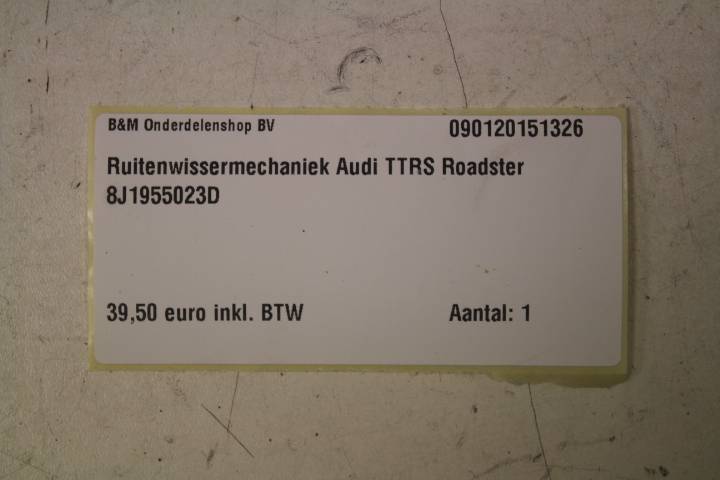 B&M Onderdelenshop BV 090120151326
Ruitenwissermechaniek Audi TTRS Roadster
8J1955023D
39,50 euro inkl. BTW Aantal: 1